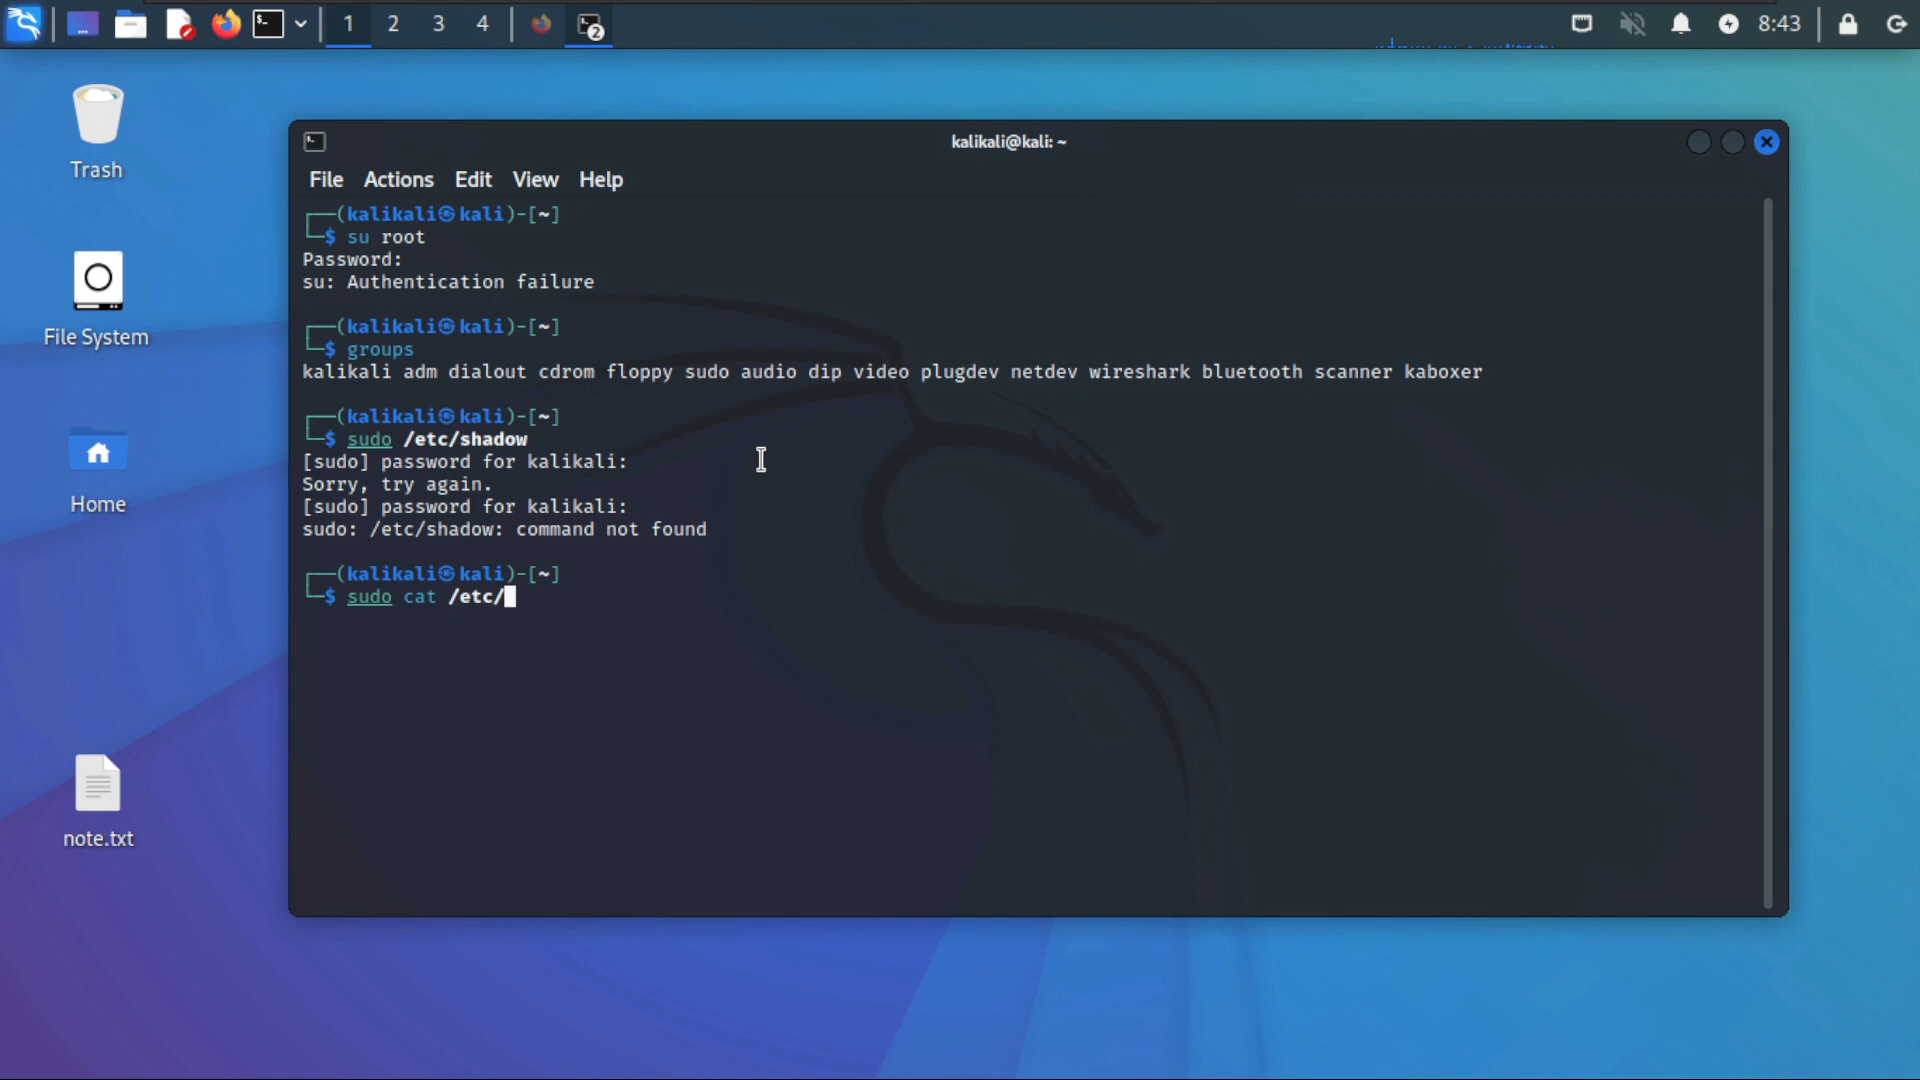 1 2 3 4 2 8:43
Trash
File System
Home
note.txt
kalikali@kali: ~
File Actions Edit View Help
┌──(kalikali㉿kali)-[~]
└─$ su root
Password:
su: Authentication failure
┌──(kalikali㉿kali)-[~]
└─$ groups
kalikali adm dialout cdrom floppy sudo audio dip video plugdev netdev wireshark bluetooth scanner kaboxer
┌──(kalikali㉿kali)-[~]
└─$ sudo /etc/shadow
[sudo] password for kalikali:
Sorry, try again.
[sudo] password for kalikali:
sudo: /etc/shadow: command not found
┌──(kalikali㉿kali)-[~]
└─$ sudo cat /etc/